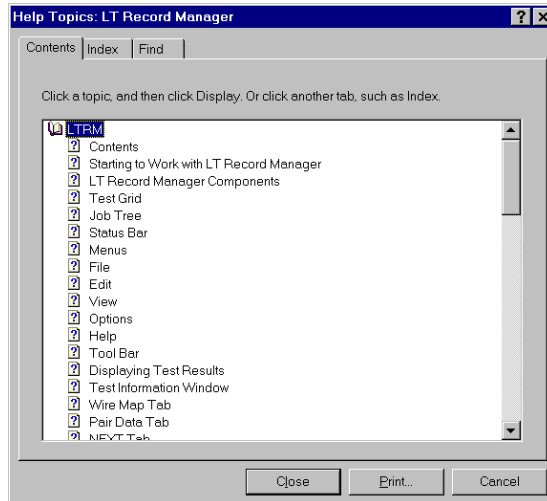 Help Topics: LT Record Manager
Contents Index Find
Click a topic, and then click Display. Or click another tab, such as Index.
LTRM
Contents
Starting to Work with LT Record Manager
LT Record Manager Components
Test Grid
Job Tree
Status Bar
Menus
File
Edit
View
Options
Help
Tool Bar
Displaying Test Results
Test Information Window
Wire Map Tab
Pair Data Tab
NEXT Tab
Close Print... Cancel